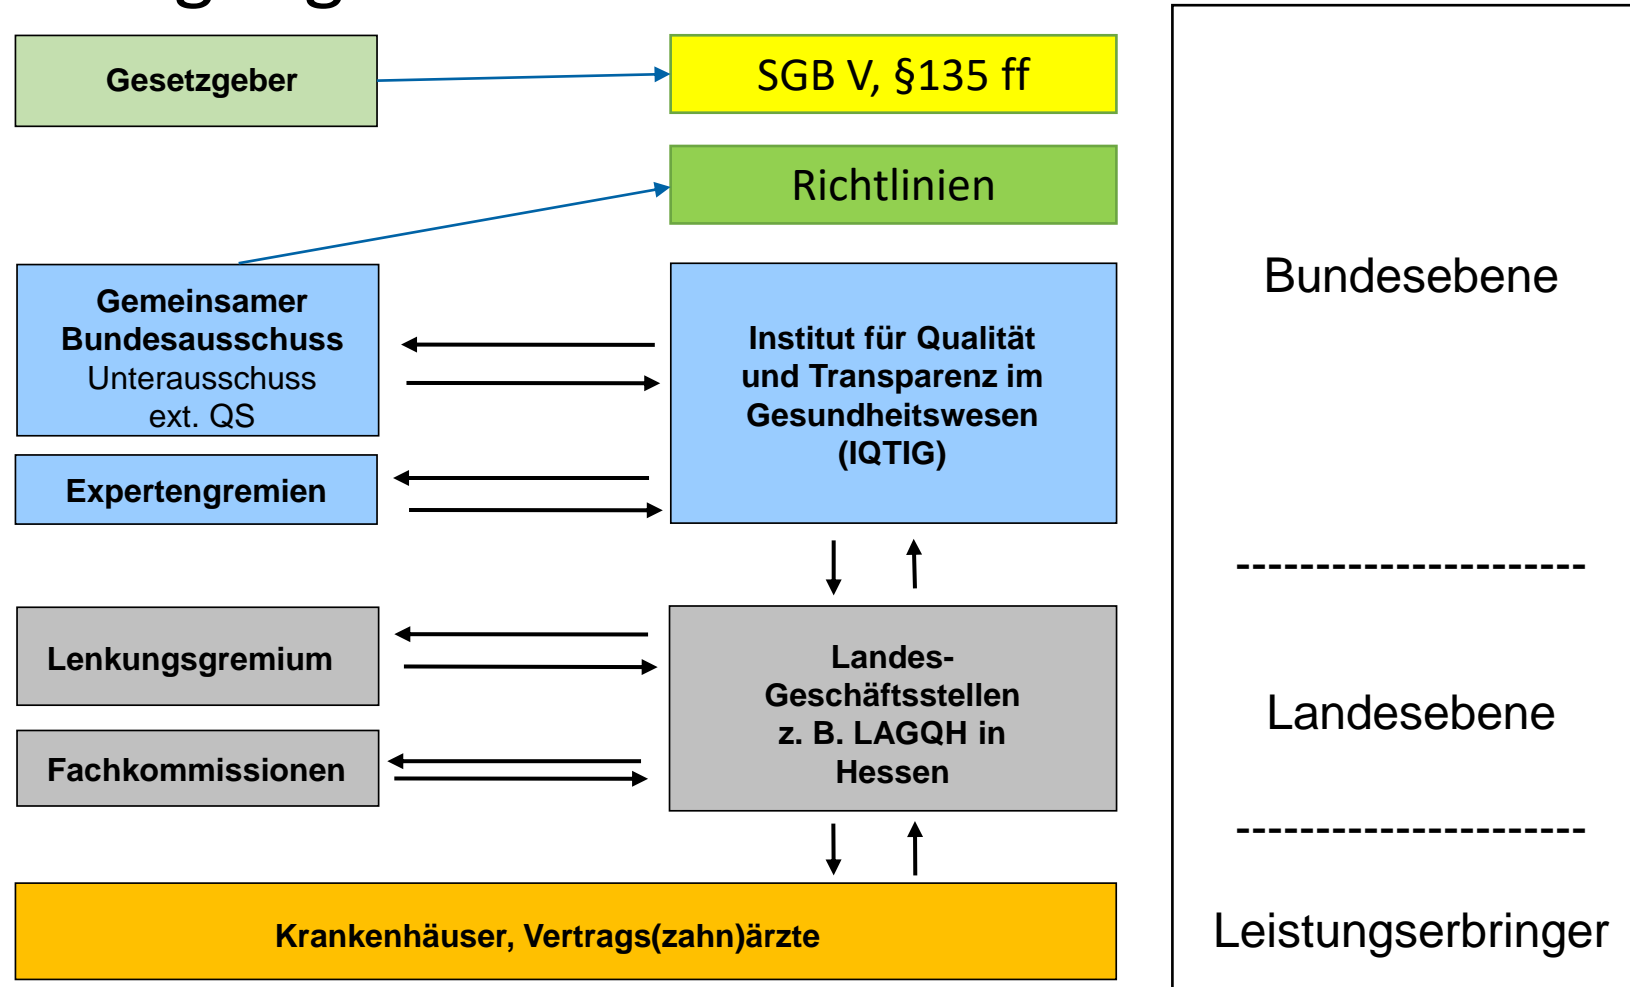 Gesetzgeber
SGB V, §135 ff
Richtlinien
Gemeinsamer
Bundesausschuss
Unterausschuss
ext. QS
Institut für Qualität
und Transparenz im
Gesundheitswesen
(IQTIG)
Expertengremien
Bundesebene
----------------------
Lenkungsgremium
Landes-
Geschäftsstellen
z. B. LAGQH in
Hessen
Fachkommissionen
Landesebene
----------------------
Krankenhäuser, Vertrags(zahn)ärzte
Leistungserbringer